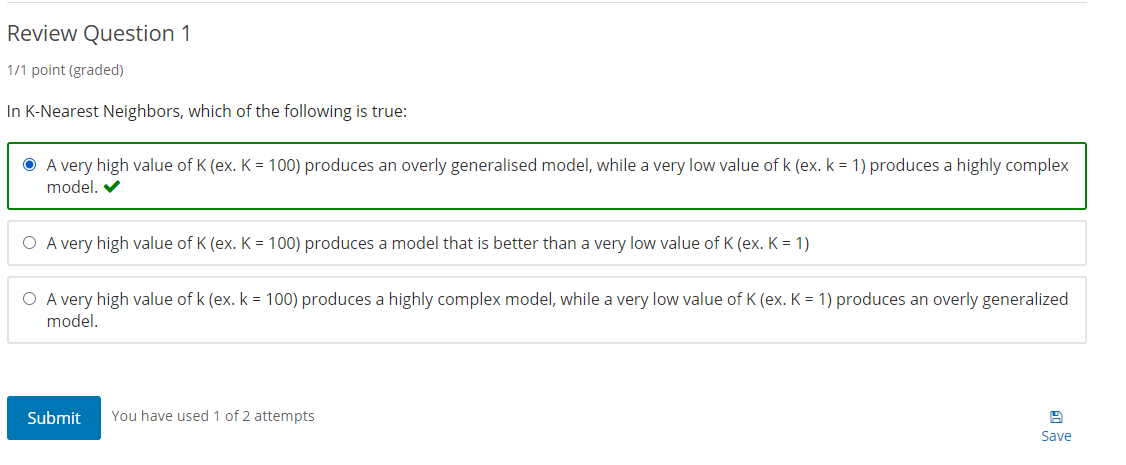 Review Question 1
1/1 point (graded)
In K-Nearest Neighbors, which of the following is true:
A very high value of K (ex. K = 100) produces an overly generalised model, while a very low value of k (ex. k = 1) produces a highly complex
model.
A very high value of K (ex. K = 100) produces a model that is better than a very low value of K (ex. K = 1)
A very high value of k (ex. k = 100) produces a highly complex model, while a very low value of K (ex. K = 1) produces an overly generalized
model.
Submit
You have used 1 of 2 attempts
Save